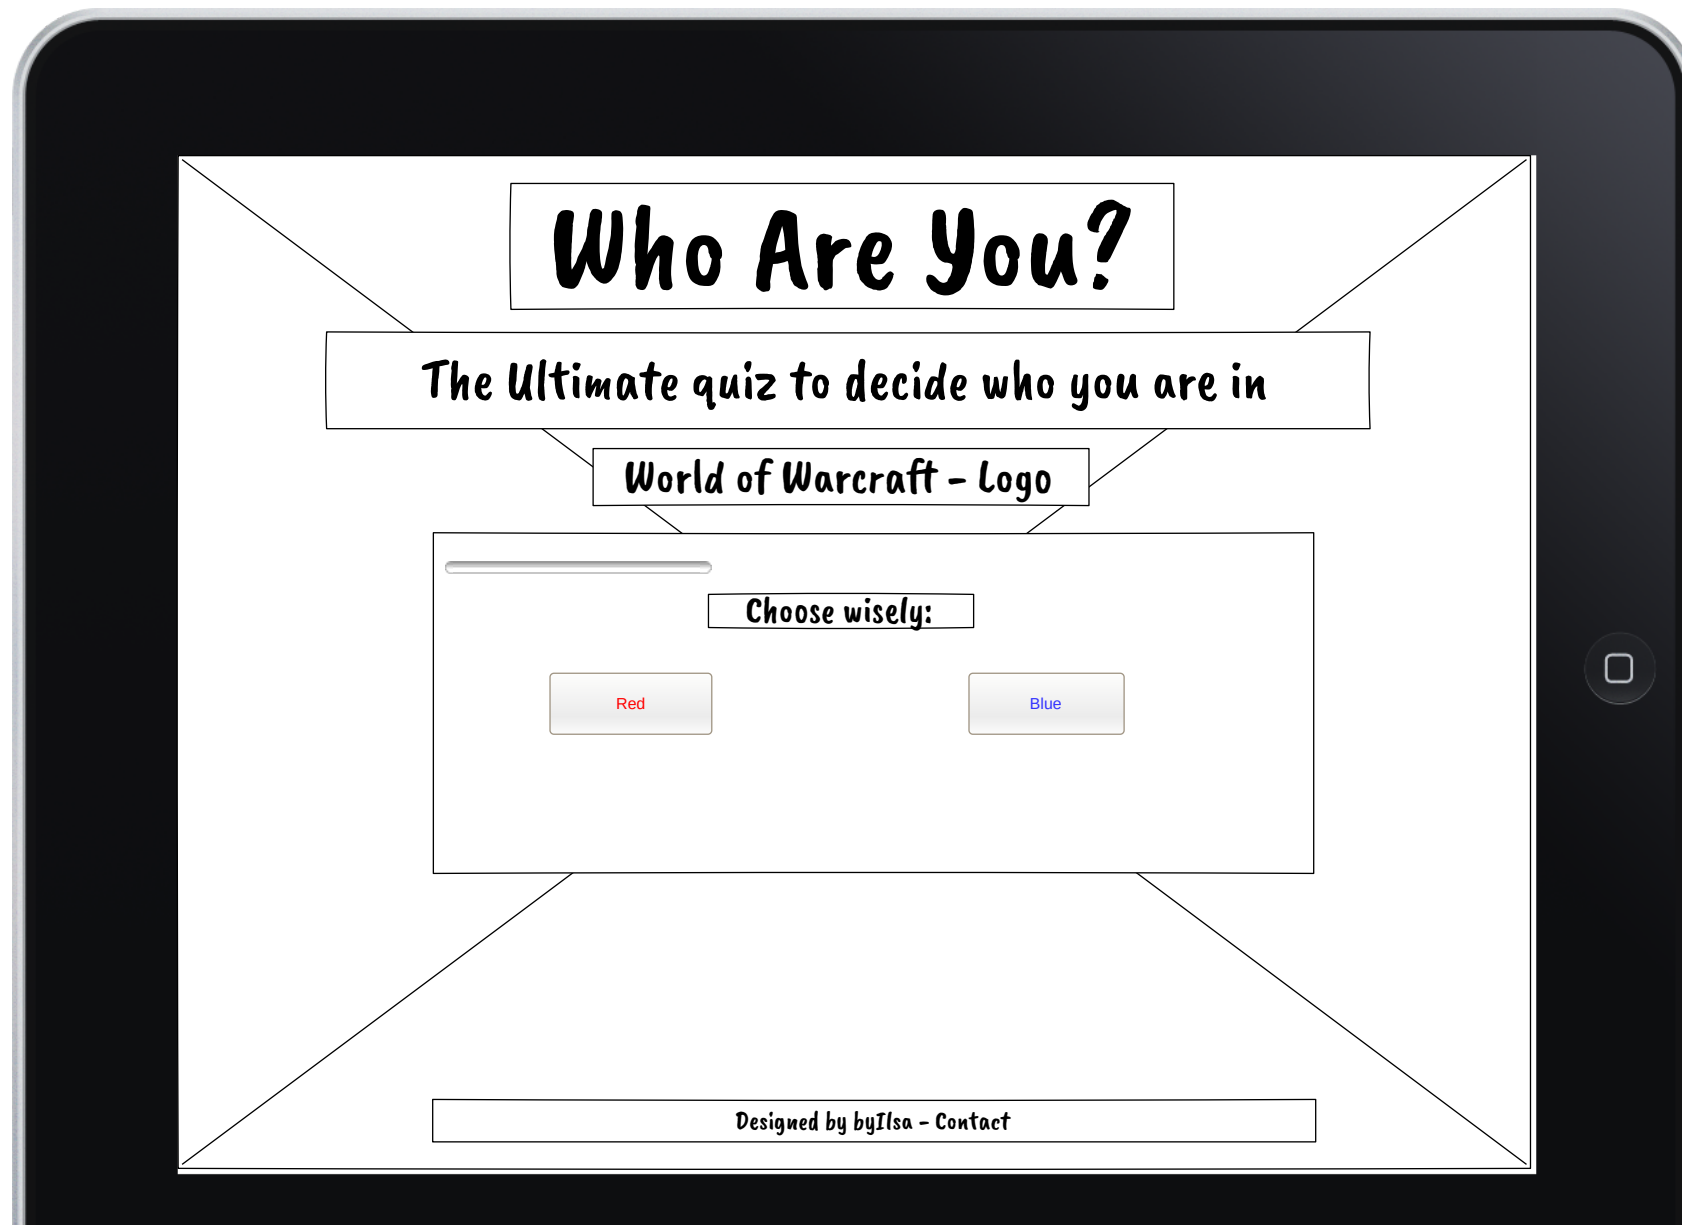 Who Are You?
The Ultimate quiz to decide who you are in
World of Warcraft - Logo
Choose wisely:
Red
Blue
Designed by byIlsa - Contact